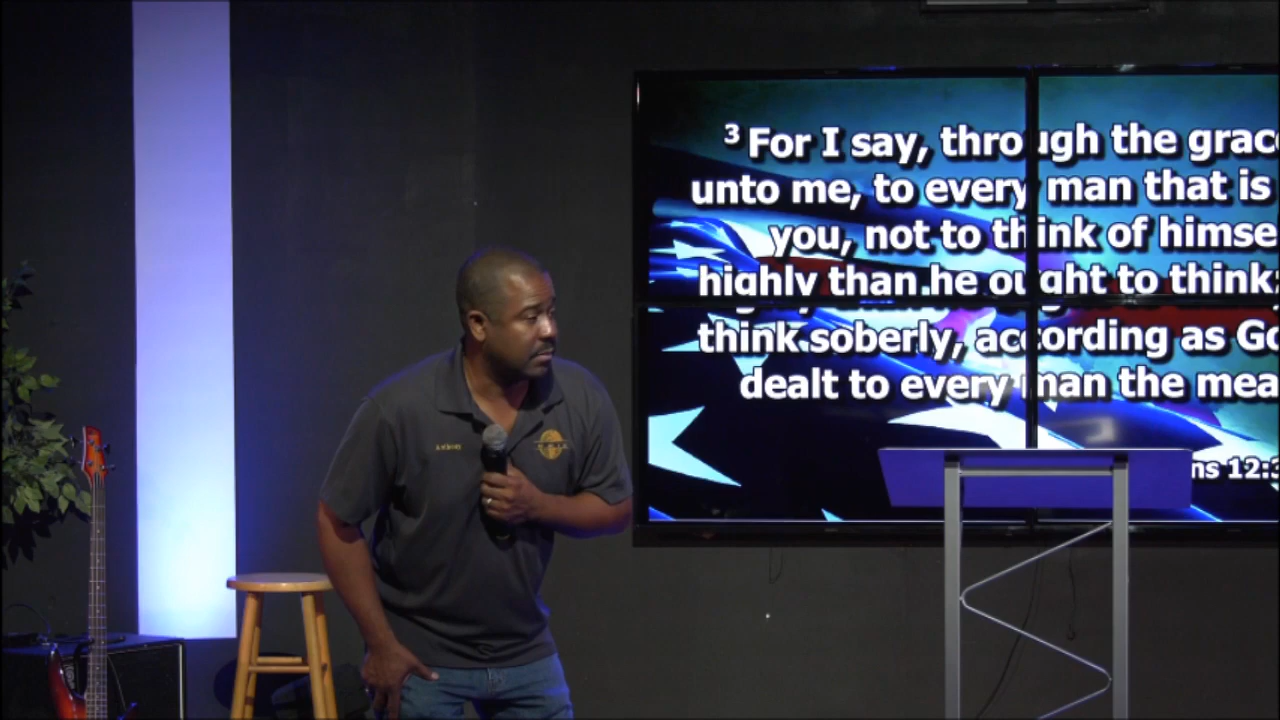 3 For I say, through the grac
unto me, to every man that is
you, not to think of himse
highly than he ought to think;
think soberly, according as Go
dealt to every man the mea
ns 12:3
Anthony